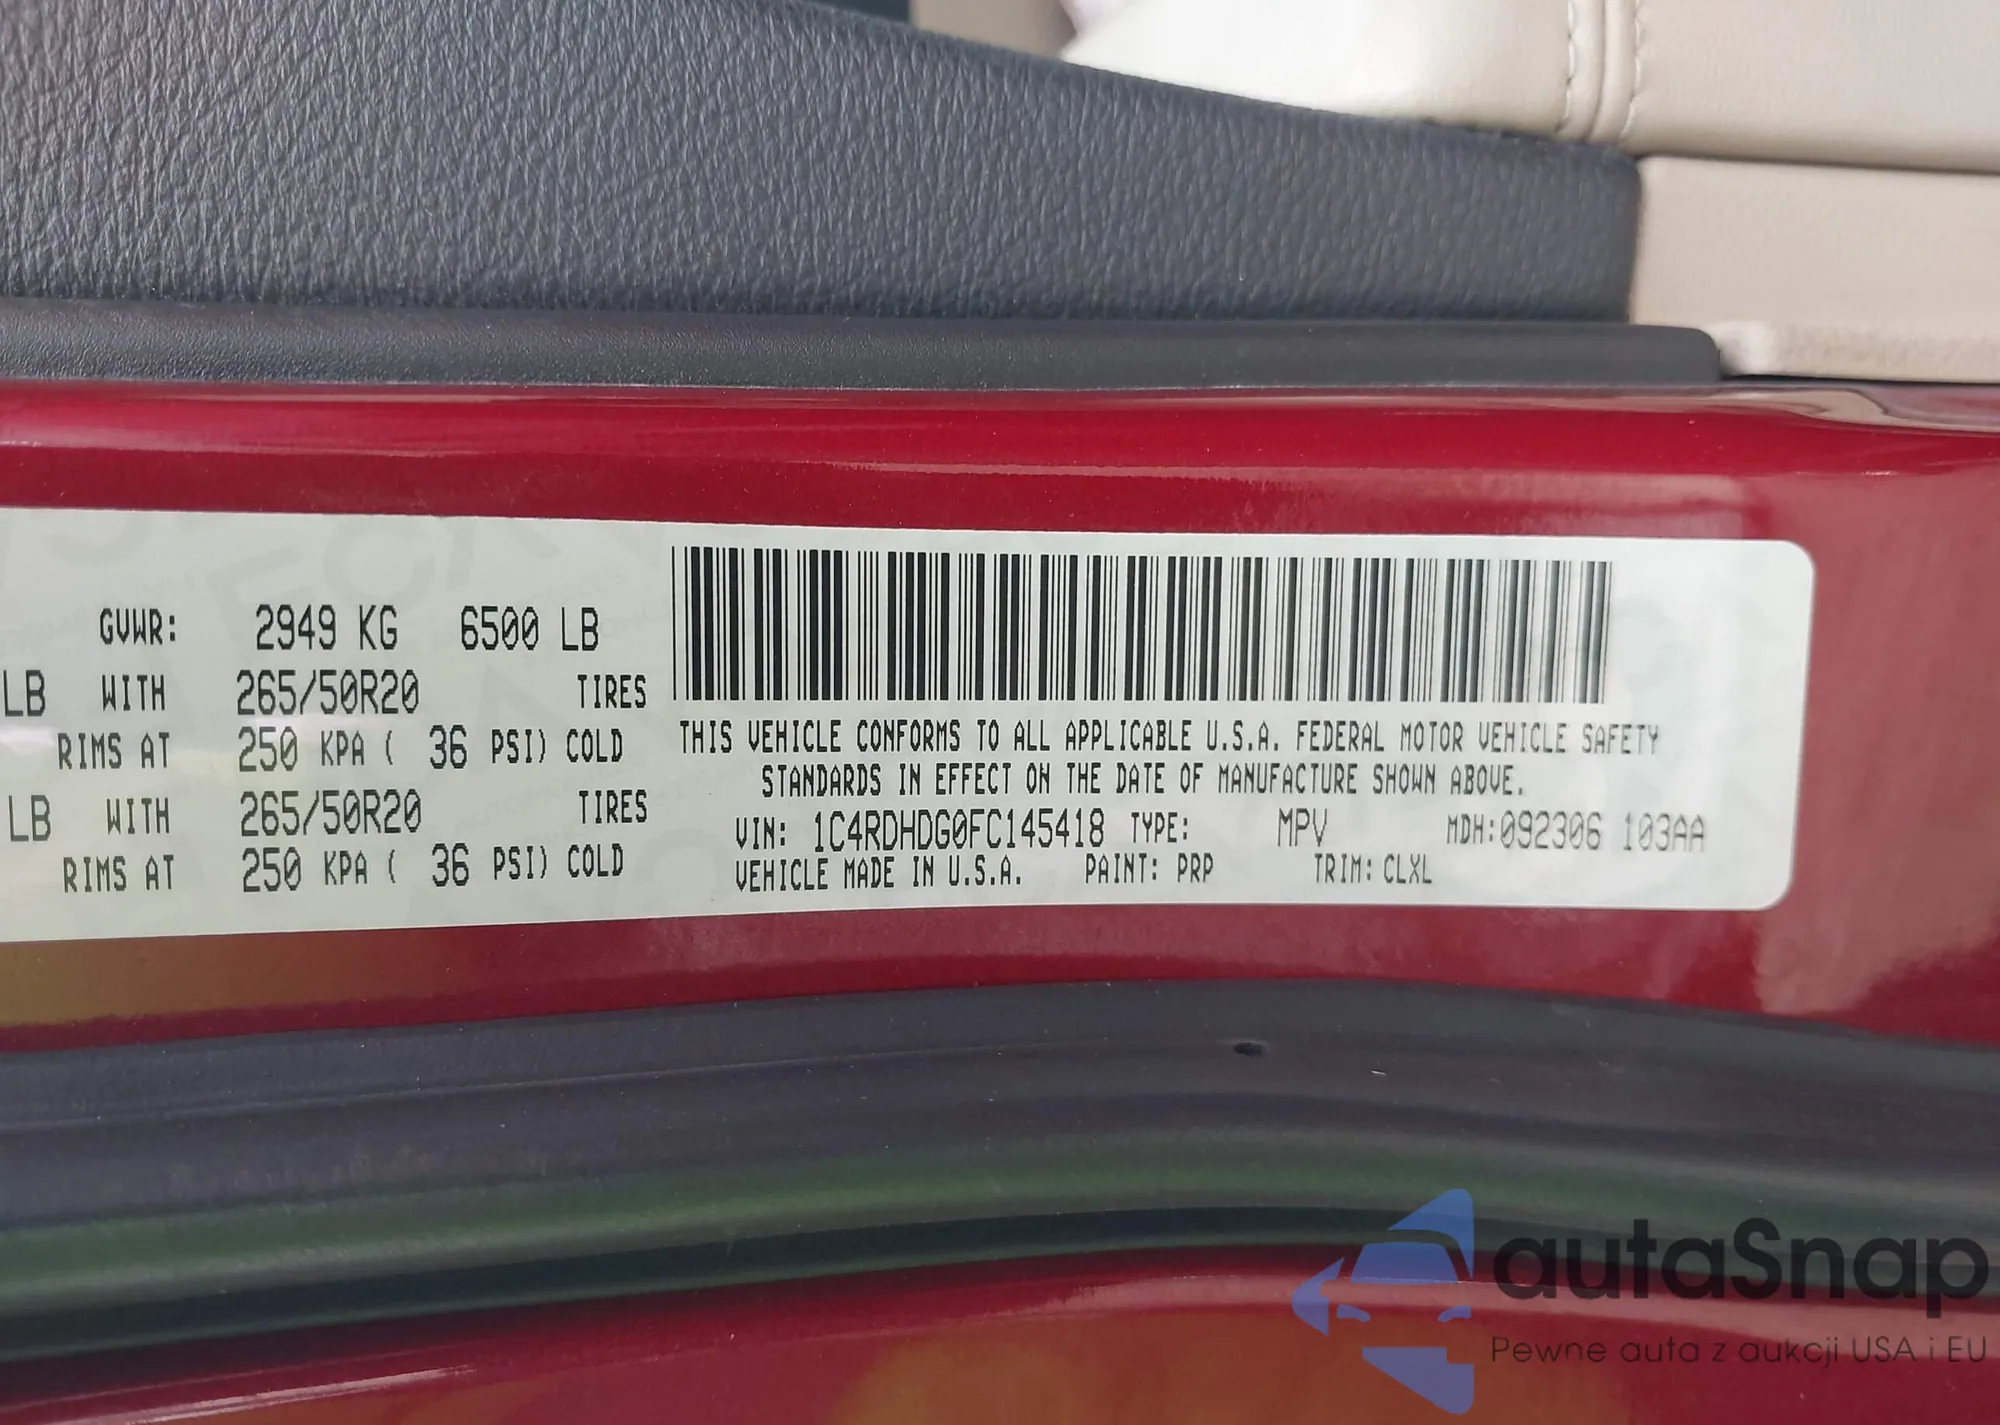 GVWR: 2949 KG 6500 LB
LB WITH 265/50R20 TIRES
RIMS AT 250 KPA ( 36 PSI) COLD
LB WITH 265/50R20 TIRES
RIMS AT 250 KPA ( 36 PSI) COLD
THIS VEHICLE CONFORMS TO ALL APPLICABLE U.S.A. FEDERAL MOTOR VEHICLE SAFETY
STANDARDS IN EFFECT ON THE DATE OF MANUFACTURE SHOWN ABOVE.
VIN: 1C4RDHDG0FC145418 TYPE: MPV MDH:092306 103AA
VEHICLE MADE IN U.S.A. PAINT: PRP TRIM: CLXL
autaSnap
Pewne auta z aukcji USA i EU